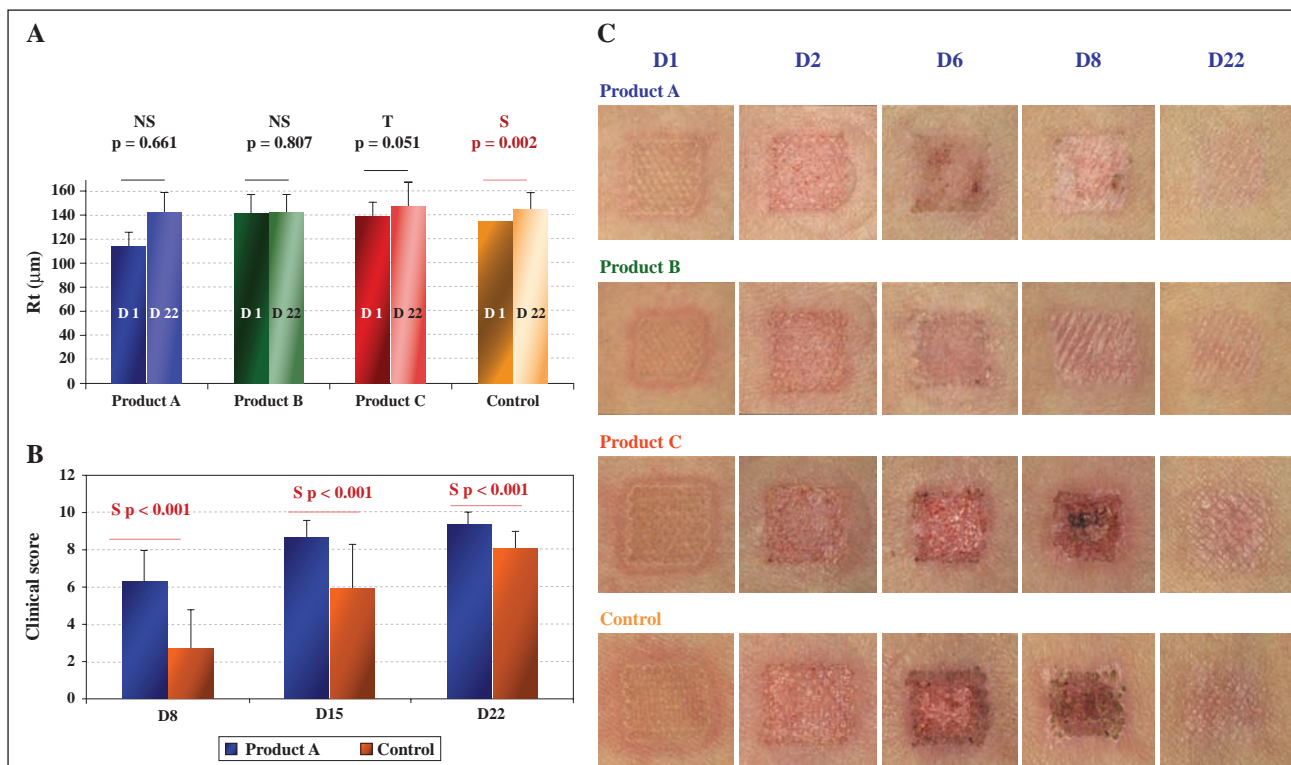 A
NS NS T S
p = 0.661 p = 0.807 p = 0.051 p = 0.002
Rt (μm)
160
140
120
100
80
60
40
20
0
D 1 D 22 D 1 D 22 D 1 D 22 D 1 D 22
Product A Product B Product C Control
B
Clinical score
12
10
8
6
4
2
0
S p < 0.001 S p < 0.001 S p < 0.001
D8 D15 D22
Product A Control
C
D1 D2 D6 D8 D22
Product A
Product B
Product C
Control